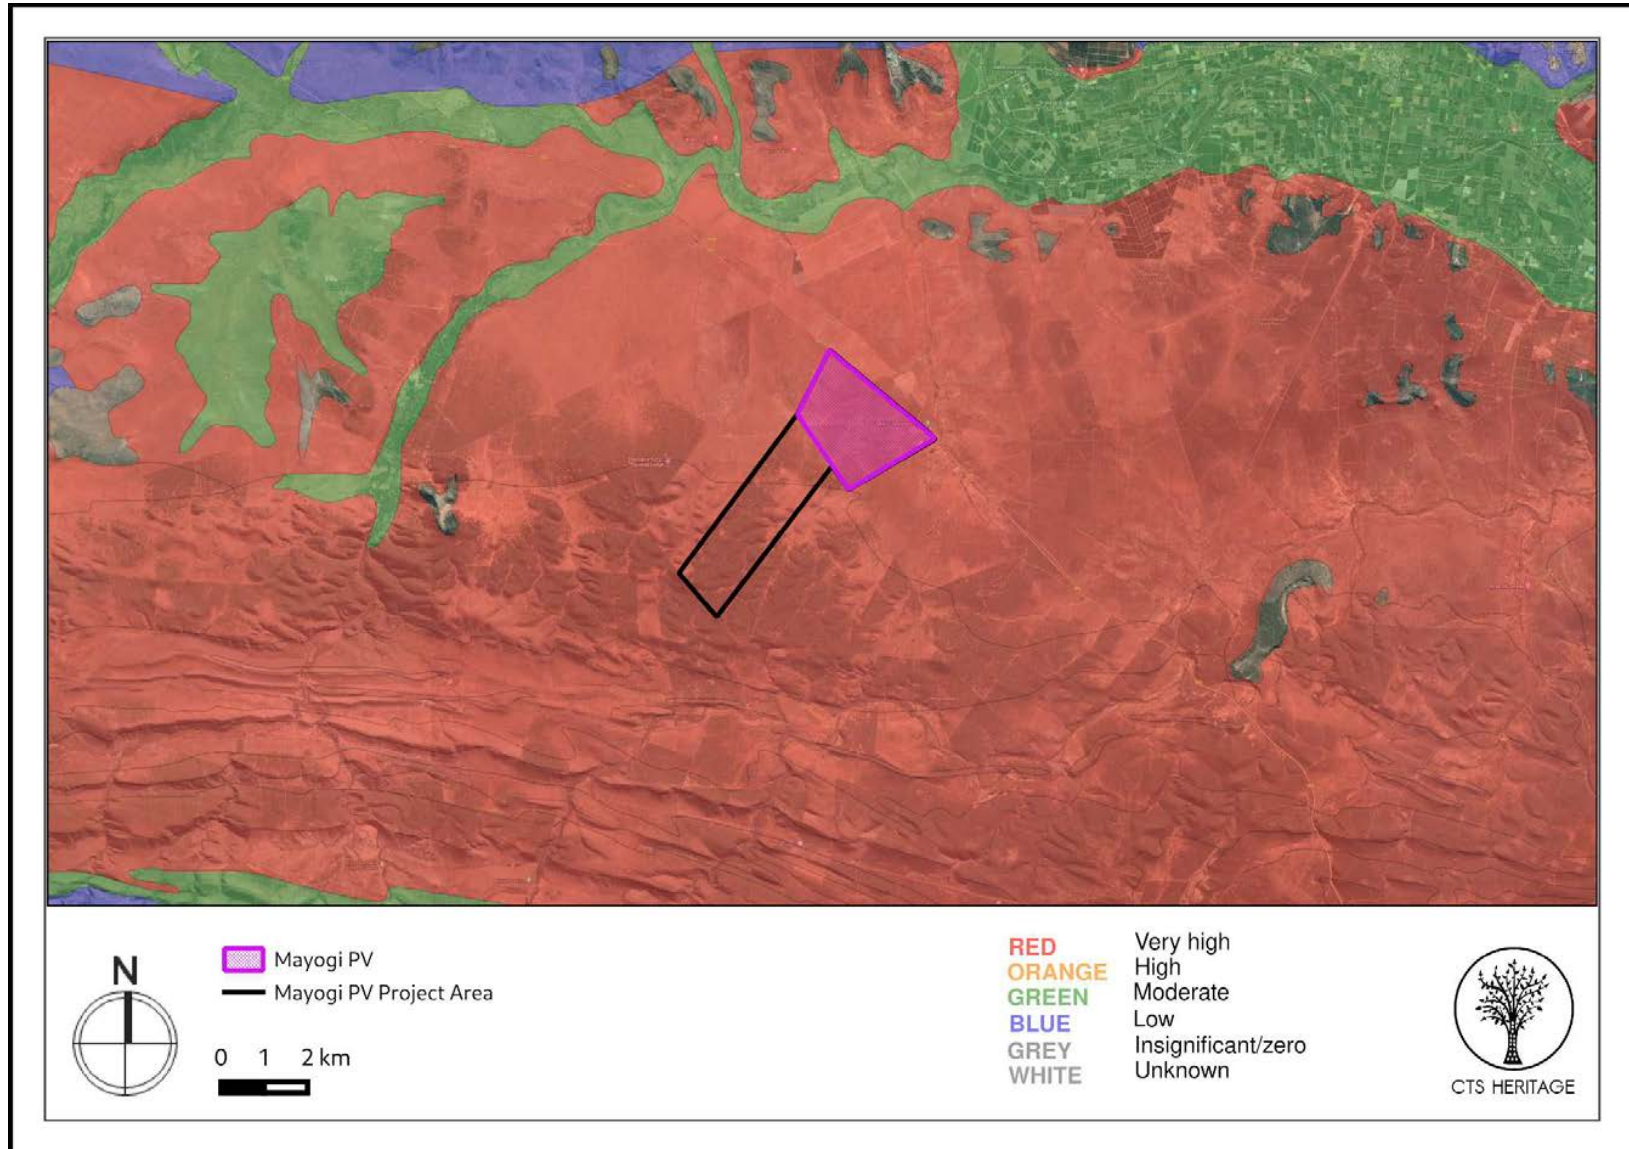 N
Mayogi PV
Mayogi PV Project Area
0 1 2 km
RED Very high
ORANGE High
GREEN Moderate
BLUE Low
GREY Insignificant/zero
WHITE Unknown
CTS HERITAGE